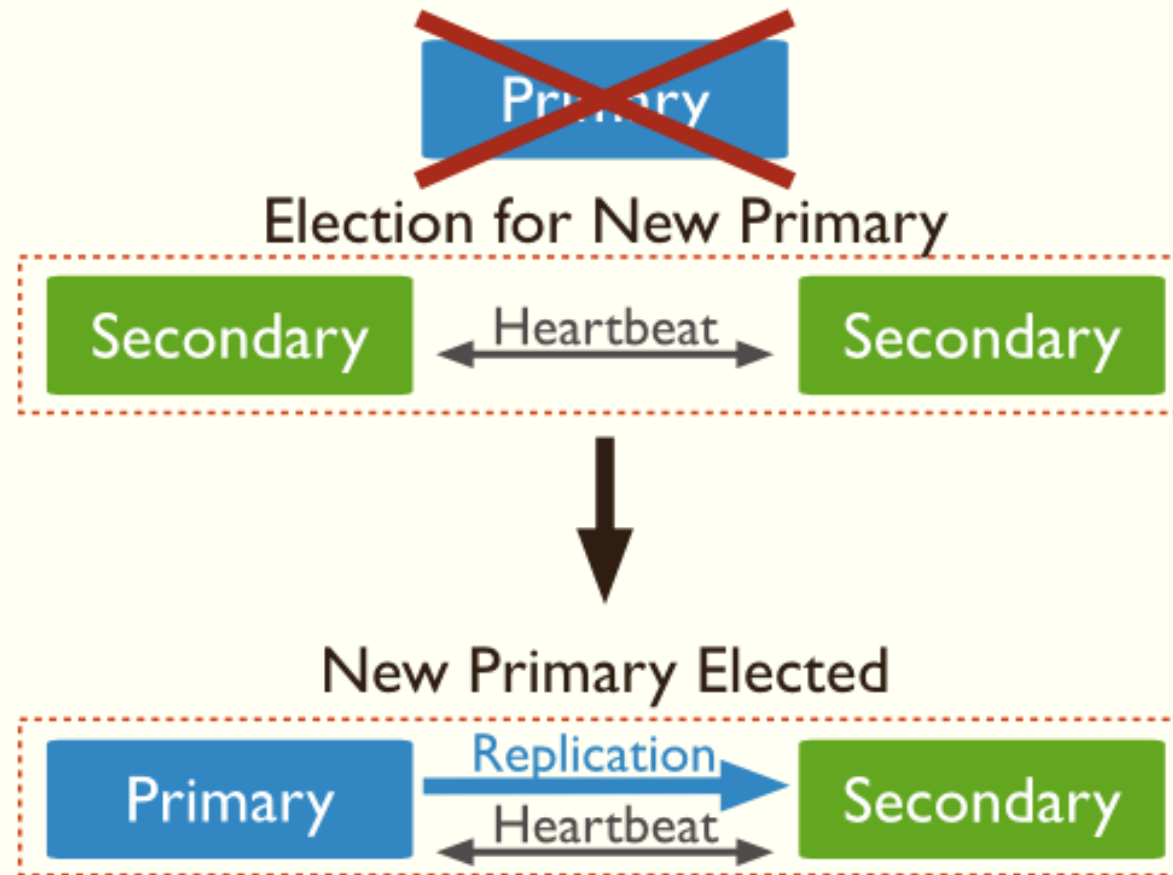 Primary
Election for New Primary
Secondary
Heartbeat
Secondary
New Primary Elected
Primary
Replication
Heartbeat
Secondary